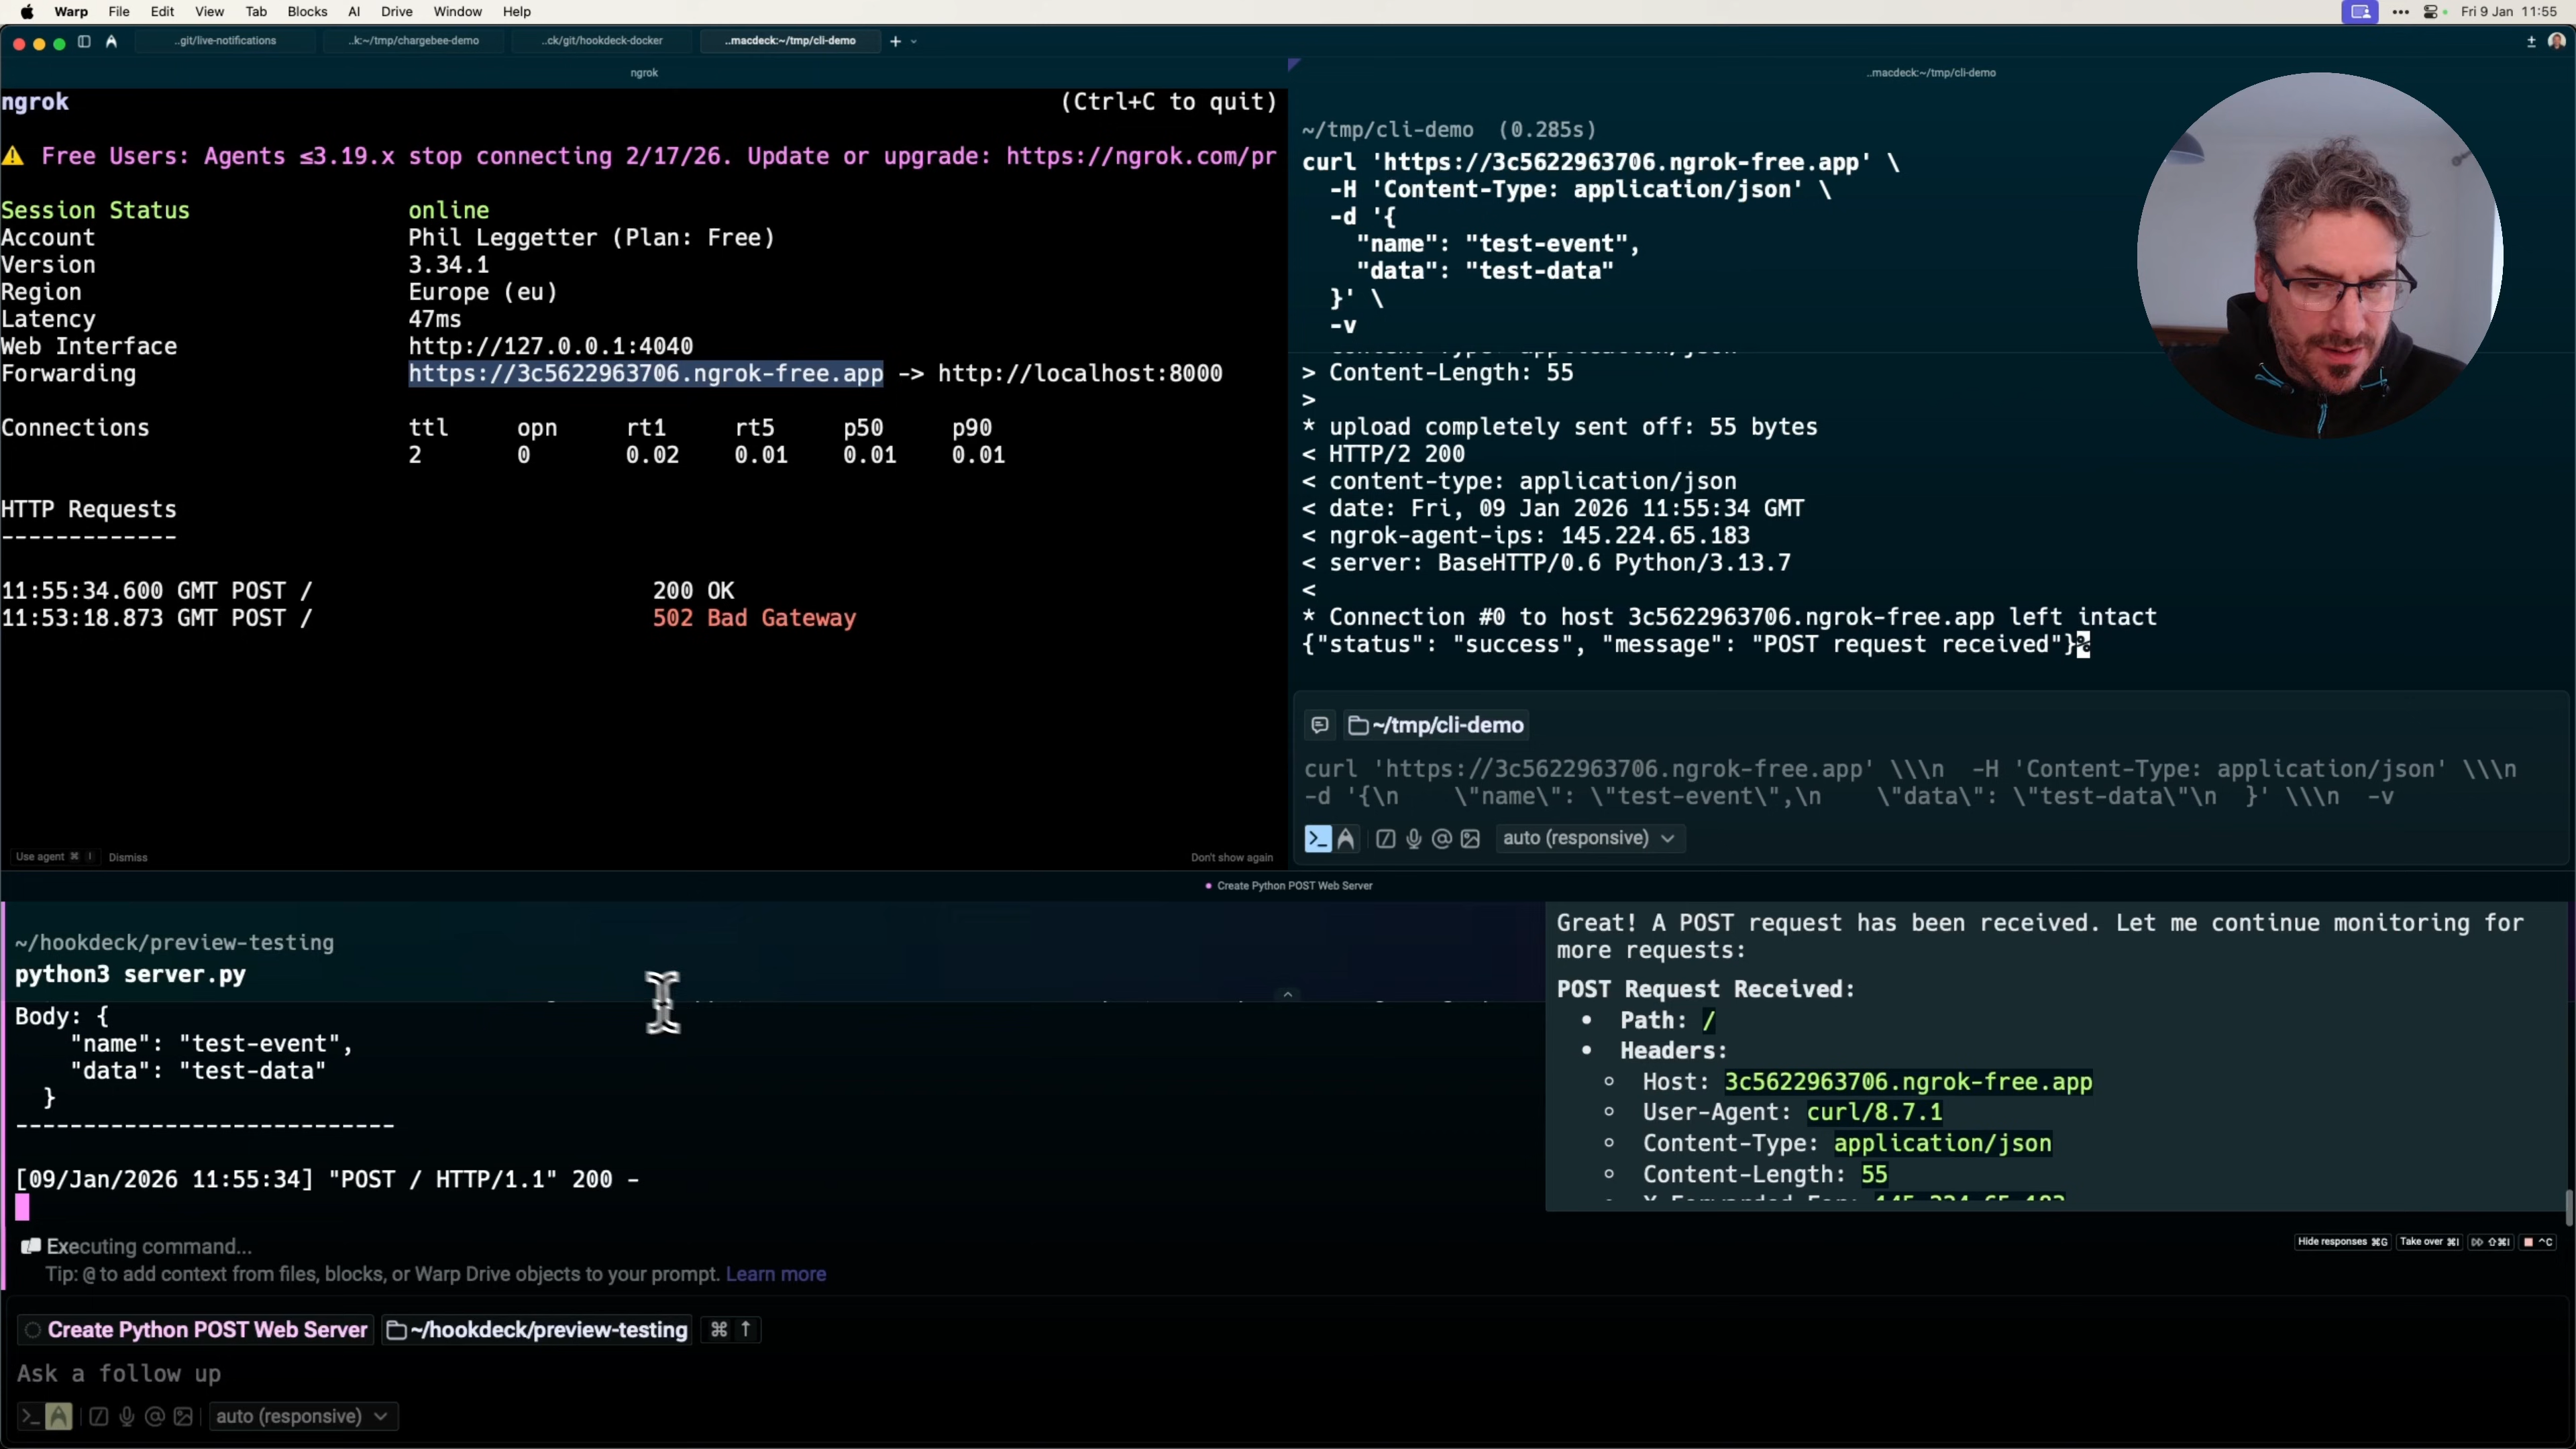 Warp File Edit View Tab Blocks AI Drive Window Help
Fri 9 Jan 11:55
..git/live-notifications
..k:~/tmp/chargebee-demo
..ck/git/hookdeck-docker
..macdeck:~/tmp/cli-demo
ngrok
ngrok (Ctrl+C to quit)
Free Users: Agents ≤3.19.x stop connecting 2/17/26. Update or upgrade: https://ngrok.com/pr
Session Status online
Account Phil Leggetter (Plan: Free)
Version 3.34.1
Region Europe (eu)
Latency 47ms
Web Interface http://127.0.0.1:4040
Forwarding https://3c5622963706.ngrok-free.app -> http://localhost:8000
Connections ttl opn rt1 rt5 p50 p90
2 0 0.02 0.01 0.01 0.01
HTTP Requests
-------------
11:55:34.600 GMT POST / 200 OK
11:53:18.873 GMT POST / 502 Bad Gateway
Use agent ⌘ I Dismiss
Don't show again
..macdeck:~/tmp/cli-demo
~/tmp/cli-demo (0.285s)
curl 'https://3c5622963706.ngrok-free.app' \
-H 'Content-Type: application/json' \
-d '{
"name": "test-event",
"data": "test-data"
}' \
-v
> Content-Length: 55
>
* upload completely sent off: 55 bytes
< HTTP/2 200
< content-type: application/json
< date: Fri, 09 Jan 2026 11:55:34 GMT
< ngrok-agent-ips: 145.224.65.183
< server: BaseHTTP/0.6 Python/3.13.7
<
* Connection #0 to host 3c5622963706.ngrok-free.app left intact
{"status": "success", "message": "POST request received"}%
~/tmp/cli-demo
curl 'https://3c5622963706.ngrok-free.app' \\\n -H 'Content-Type: application/json' \\\n
-d '{\n \"name\": \"test-event\",\n \"data\": \"test-data\"\n }' \\\n -v
auto (responsive)
Create Python POST Web Server
~/hookdeck/preview-testing
python3 server.py
Body: {
"name": "test-event",
"data": "test-data"
}
----------------------------
[09/Jan/2026 11:55:34] "POST / HTTP/1.1" 200 -
Great! A POST request has been received. Let me continue monitoring for
more requests:
POST Request Received:
• Path: /
• Headers:
◦ Host: 3c5622963706.ngrok-free.app
◦ User-Agent: curl/8.7.1
◦ Content-Type: application/json
◦ Content-Length: 55
Executing command...
Tip: @ to add context from files, blocks, or Warp Drive objects to your prompt. Learn more
Hide responses ⌘G Take over ⌘I ⇧⌘I ^C
Create Python POST Web Server ~/hookdeck/preview-testing ⌘ ↑
Ask a follow up
auto (responsive)